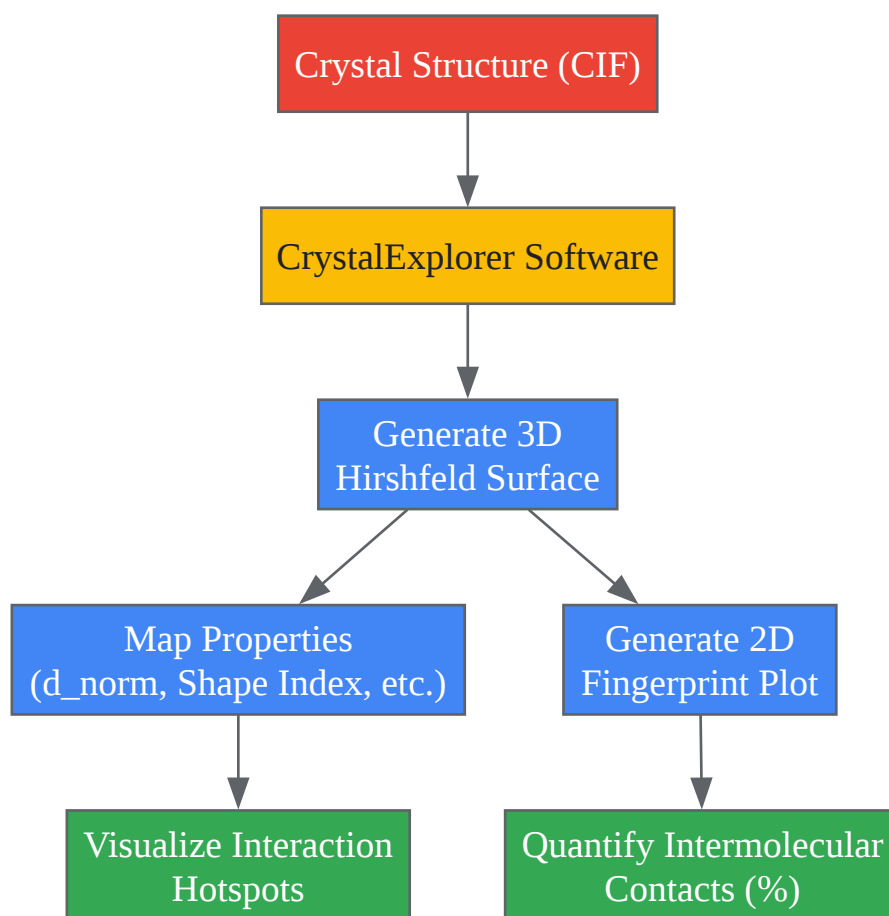 Crystal Structure (CIF)
CrystalExplorer Software
Generate 3D
Hirshfeld Surface
Map Properties
(d_norm, Shape Index, etc.)
Generate 2D
Fingerprint Plot
Visualize Interaction
Hotspots
Quantify Intermolecular
Contacts (%)